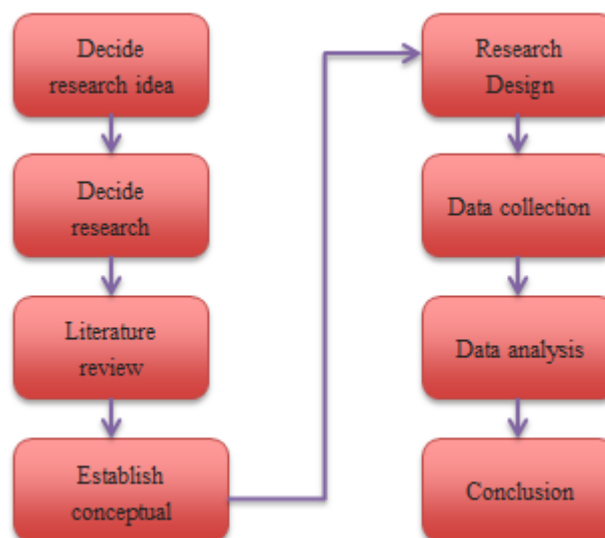 Decide
research idea
Decide
research
Literature
review
Establish
conceptual
Research
Design
Data collection
Data analysis
Conclusion